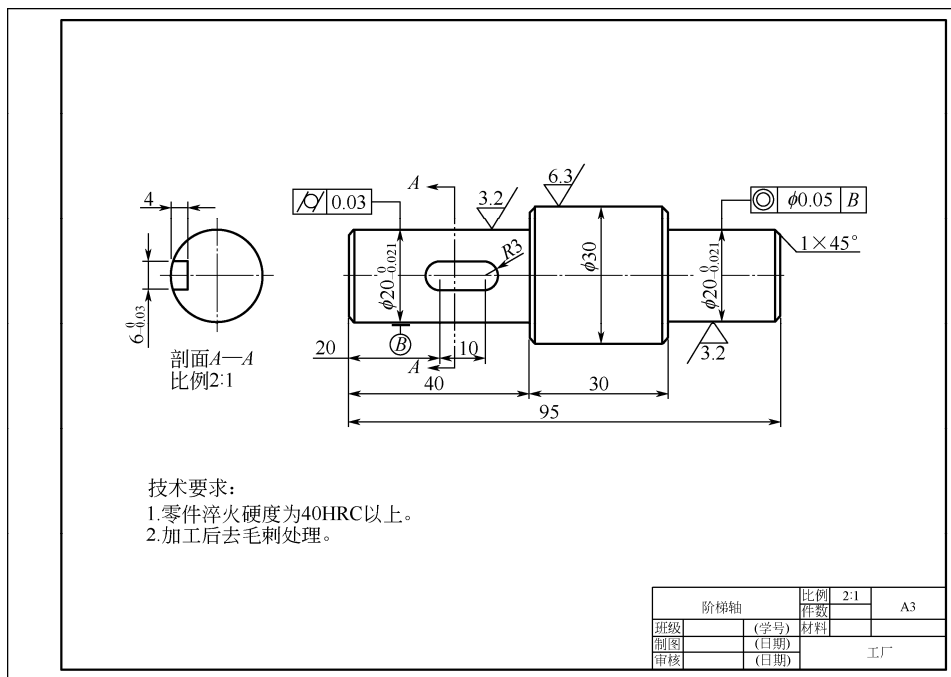 A
6.3
3.2
0.03
⌀0.05 B
4
R3
1×45°
ϕ20 0 -0.021
ϕ30
ϕ20 0 -0.021
6 0 -0.03
B
3.2
剖面A—A
比例2:1
20
10
A
40
30
95
技术要求：
1.零件淬火硬度为40HRC以上。
2.加工后去毛刺处理。
阶梯轴
比例 2:1
件数
A3
班级 (学号) 材料
制图 (日期)
审核 (日期)
工厂